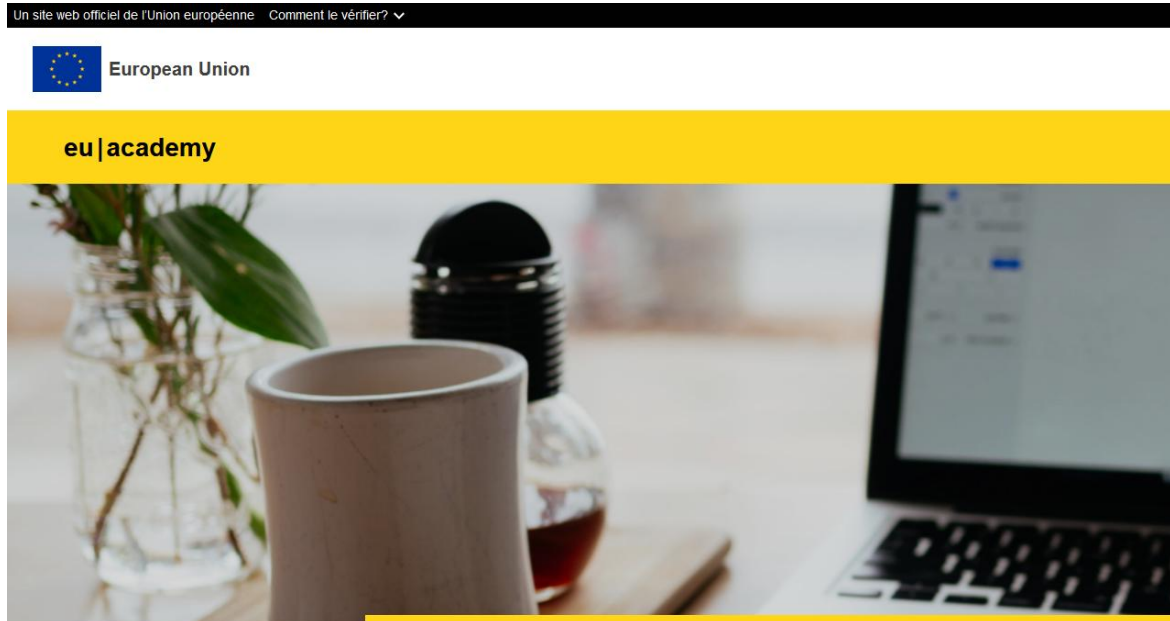 Un site web officiel de l'Union européenne Comment le vérifier?
European Union
eu|academy